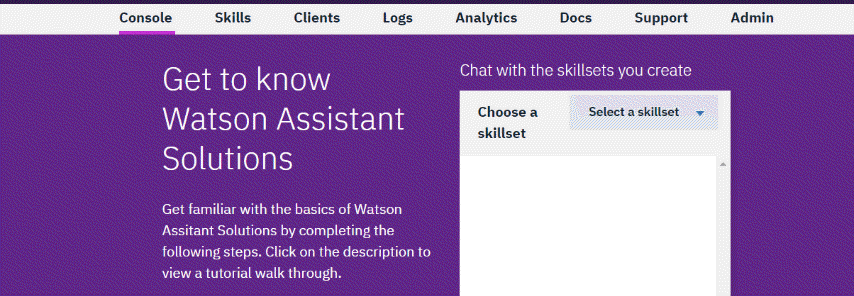 Console Skills Clients Logs Analytics Docs Support Admin
Get to know
Watson Assistant
Solutions
Get familiar with the basics of Watson
Assitant Solutions by completing the
following steps. Click on the description to
view a tutorial walk through.
Chat with the skillsets you create
Choose a
skillset
Select a skillset